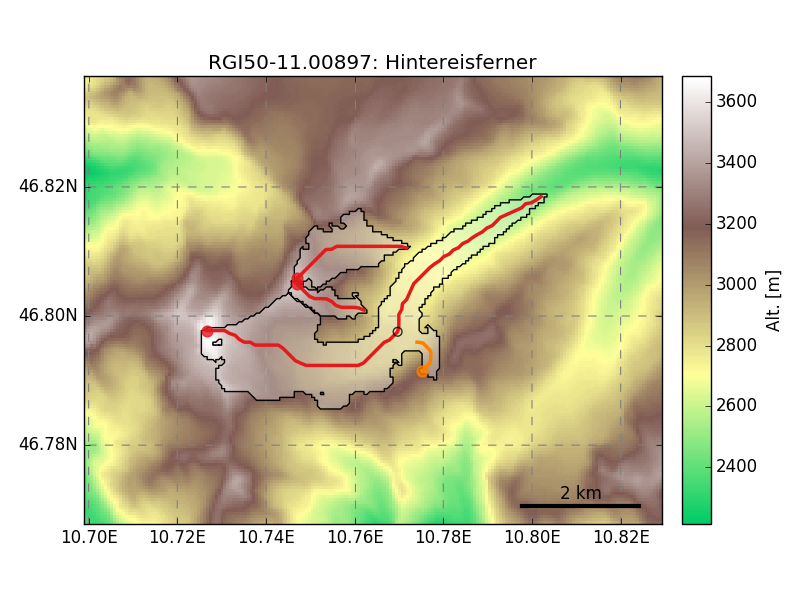 RGI50-11.00897: Hintereisferner
46.82N
46.80N
46.78N
10.70E 10.72E 10.74E 10.76E 10.78E 10.80E 10.82E
2 km
3600
3400
3200
3000
2800
2600
2400
Alt. [m]